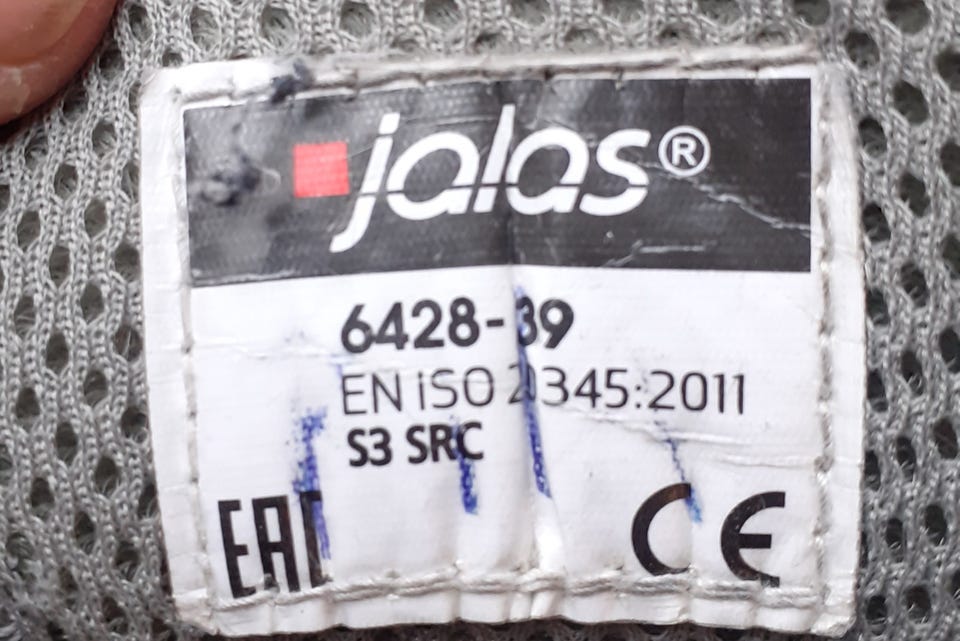 jalas®
6428-39
EN ISO 20345:2011
S3 SRC
EAC CE